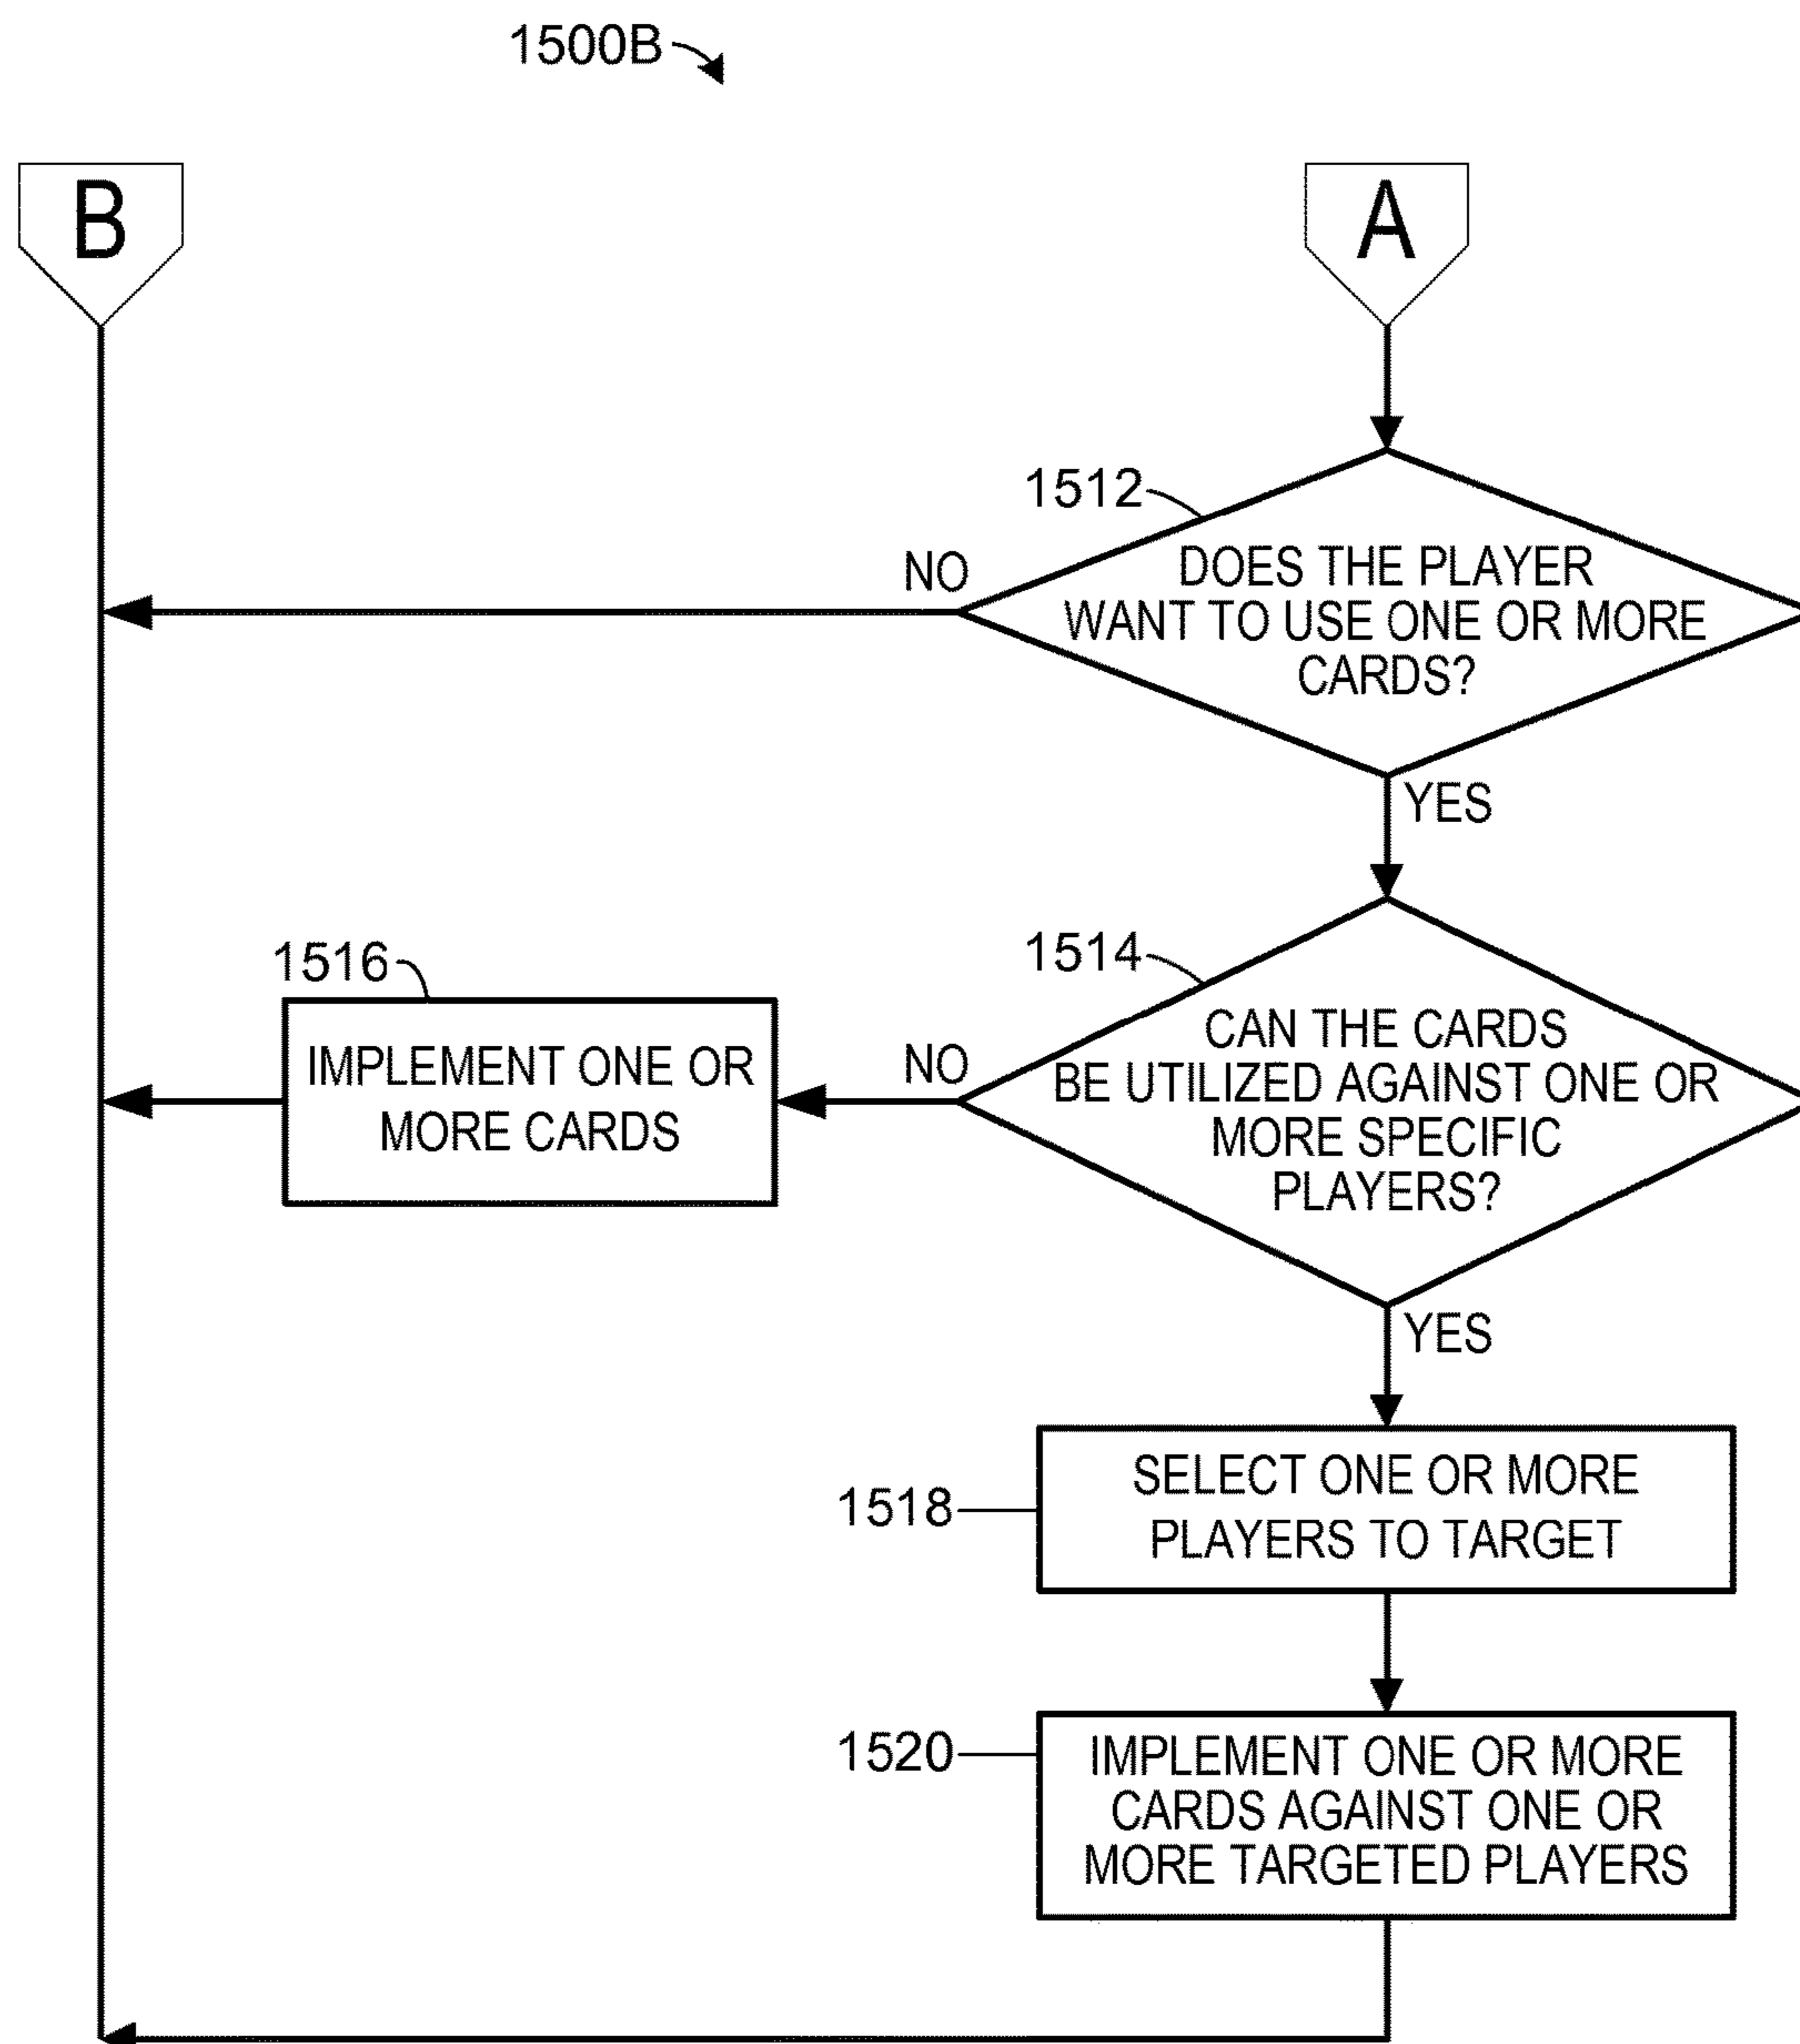 1500B
B
A
1512
NO
DOES THE PLAYER
WANT TO USE ONE OR MORE
CARDS?
YES
1516
1514
IMPLEMENT ONE OR
MORE CARDS
NO
CAN THE CARDS
BE UTILIZED AGAINST ONE OR
MORE SPECIFIC
PLAYERS?
YES
1518
SELECT ONE OR MORE
PLAYERS TO TARGET
1520
IMPLEMENT ONE OR MORE
CARDS AGAINST ONE OR
MORE TARGETED PLAYERS